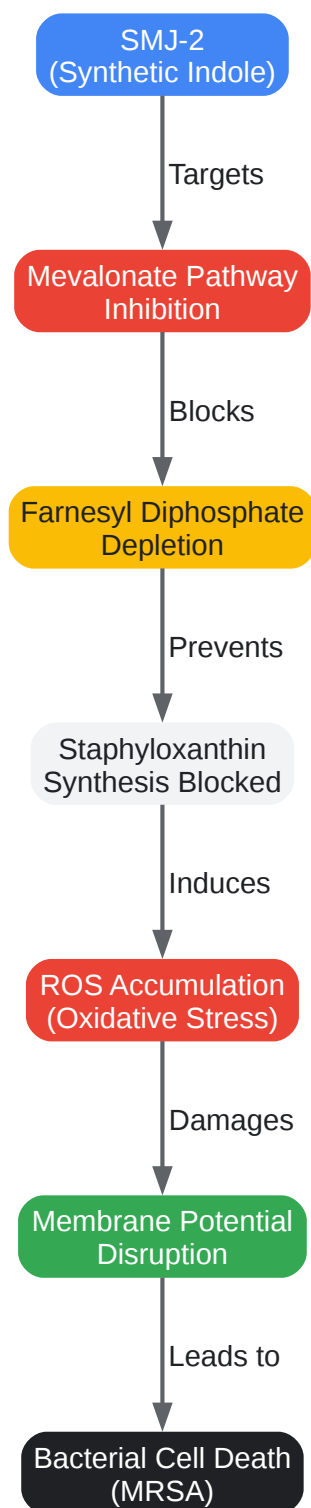 SMJ-2
(Synthetic Indole)
Targets
Mevalonate Pathway
Inhibition
Blocks
Farnesyl Diphosphate
Depletion
Prevents
Staphyloxanthin
Synthesis Blocked
Induces
ROS Accumulation
(Oxidative Stress)
Damages
Membrane Potential
Disruption
Leads to
Bacterial Cell Death
(MRSA)